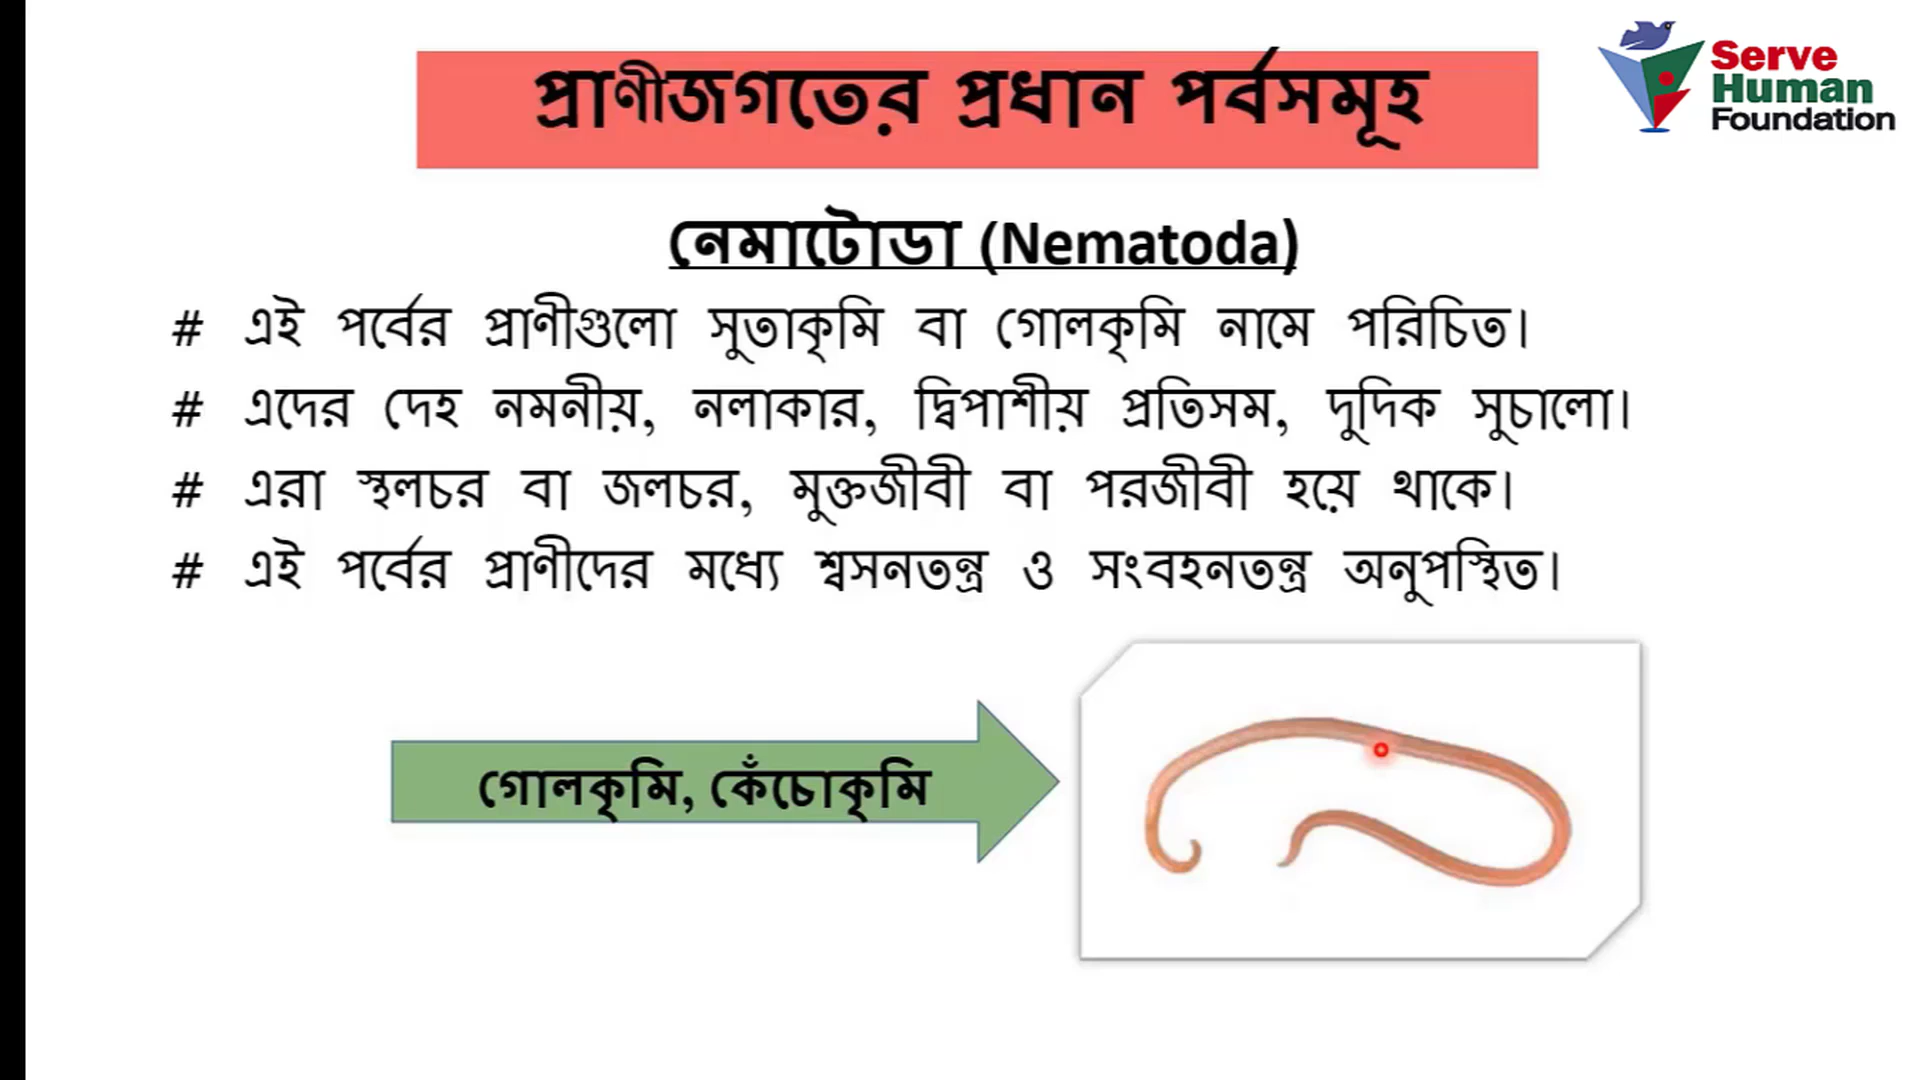 প্রাণীজগতের প্রধান পর্বসমূহ
Serve
Human
Foundation
নেমাটোডা (Nematoda)
# এই পর্বের প্রাণীগুলো সুতাকৃমি বা গোলকৃমি নামে পরিচিত।
# এদের দেহ নমনীয়, নলাকার, দ্বিপাশীয় প্রতিসম, দুদিক সুচালো।
# এরা স্থলচর বা জলচর, মুক্তজীবী বা পরজীবী হয়ে থাকে।
# এই পর্বের প্রাণীদের মধ্যে শ্বসনতন্ত্র ও সংবহনতন্ত্র অনুপস্থিত।
গোলকৃমি, কেঁচোকৃমি